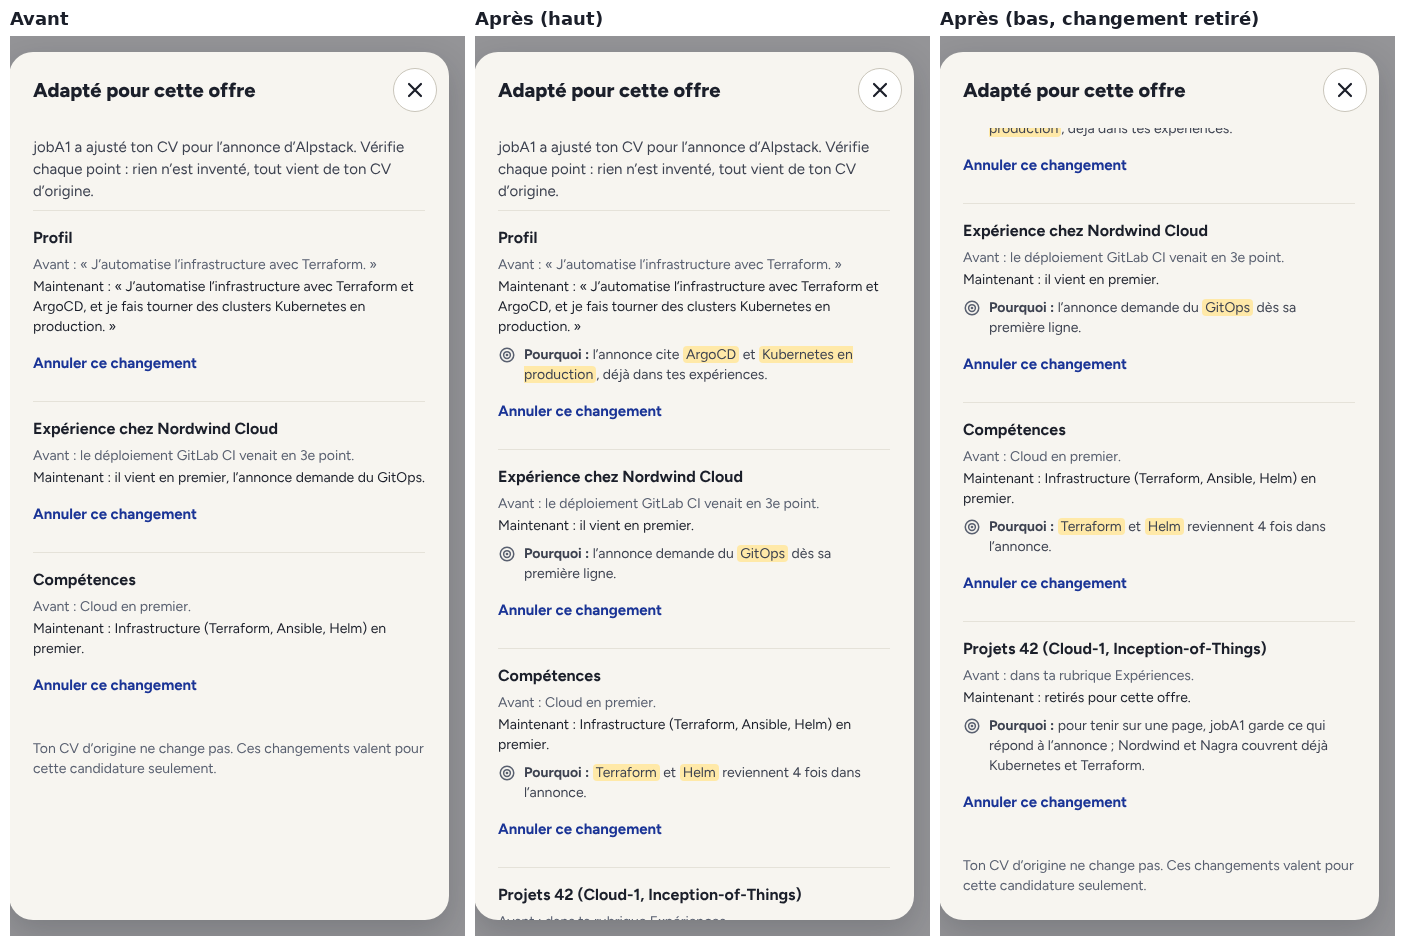 Avant
Adapté pour cette offre
jobA1 a ajusté ton CV pour l’annonce d’Alpstack. Vérifie
chaque point : rien n’est inventé, tout vient de ton CV
d’origine.
Profil
Avant : « J’automatise l’infrastructure avec Terraform. »
Maintenant : « J’automatise l’infrastructure avec Terraform et
ArgoCD, et je fais tourner des clusters Kubernetes en
production. »
Annuler ce changement
Expérience chez Nordwind Cloud
Avant : le déploiement GitLab CI venait en 3e point.
Maintenant : il vient en premier, l’annonce demande du GitOps.
Annuler ce changement
Compétences
Avant : Cloud en premier.
Maintenant : Infrastructure (Terraform, Ansible, Helm) en
premier.
Annuler ce changement
Ton CV d’origine ne change pas. Ces changements valent pour
cette candidature seulement.
Après (haut)
Adapté pour cette offre
jobA1 a ajusté ton CV pour l’annonce d’Alpstack. Vérifie
chaque point : rien n’est inventé, tout vient de ton CV
d’origine.
Profil
Avant : « J’automatise l’infrastructure avec Terraform. »
Maintenant : « J’automatise l’infrastructure avec Terraform et
ArgoCD, et je fais tourner des clusters Kubernetes en
production. »
Pourquoi : l’annonce cite ArgoCD et Kubernetes en
production, déjà dans tes expériences.
Annuler ce changement
Expérience chez Nordwind Cloud
Avant : le déploiement GitLab CI venait en 3e point.
Maintenant : il vient en premier.
Pourquoi : l’annonce demande du GitOps dès sa
première ligne.
Annuler ce changement
Compétences
Avant : Cloud en premier.
Maintenant : Infrastructure (Terraform, Ansible, Helm) en
premier.
Pourquoi : Terraform et Helm reviennent 4 fois dans
l’annonce.
Annuler ce changement
Projets 42 (Cloud-1, Inception-of-Things)
Avant : dans ta rubrique Expériences.
Après (bas, changement retiré)
Adapté pour cette offre
production, déjà dans tes expériences.
Annuler ce changement
Expérience chez Nordwind Cloud
Avant : le déploiement GitLab CI venait en 3e point.
Maintenant : il vient en premier.
Pourquoi : l’annonce demande du GitOps dès sa
première ligne.
Annuler ce changement
Compétences
Avant : Cloud en premier.
Maintenant : Infrastructure (Terraform, Ansible, Helm) en
premier.
Pourquoi : Terraform et Helm reviennent 4 fois dans
l’annonce.
Annuler ce changement
Projets 42 (Cloud-1, Inception-of-Things)
Avant : dans ta rubrique Expériences.
Maintenant : retirés pour cette offre.
Pourquoi : pour tenir sur une page, jobA1 garde ce qui
répond à l’annonce ; Nordwind et Nagra couvrent déjà
Kubernetes et Terraform.
Annuler ce changement
Ton CV d’origine ne change pas. Ces changements valent pour
cette candidature seulement.